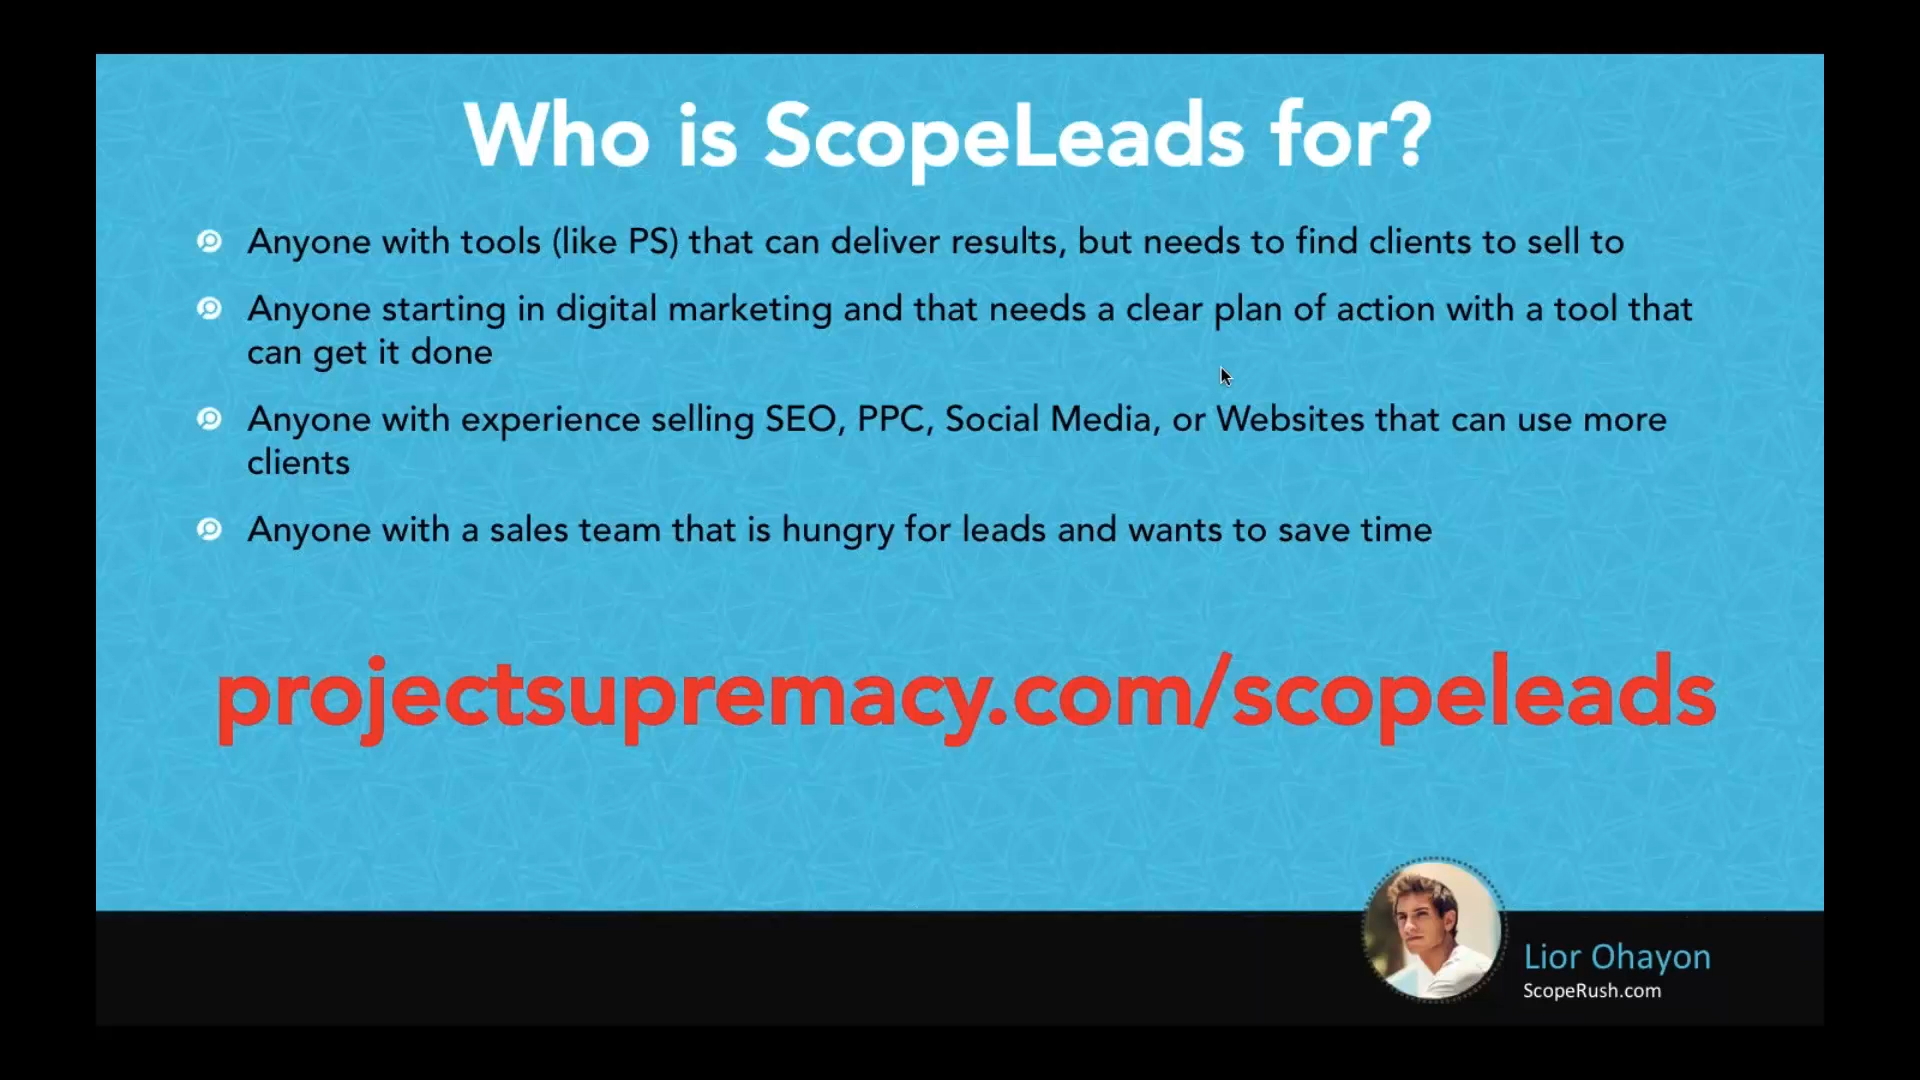 Who is ScopeLeads for?
Anyone with tools (like PS) that can deliver results, but needs to find clients to sell to
Anyone starting in digital marketing and that needs a clear plan of action with a tool that
can get it done
Anyone with experience selling SEO, PPC, Social Media, or Websites that can use more
clients
Anyone with a sales team that is hungry for leads and wants to save time
projectsupremacy.com/scopeleads
Lior Ohayon
ScopeRush.com